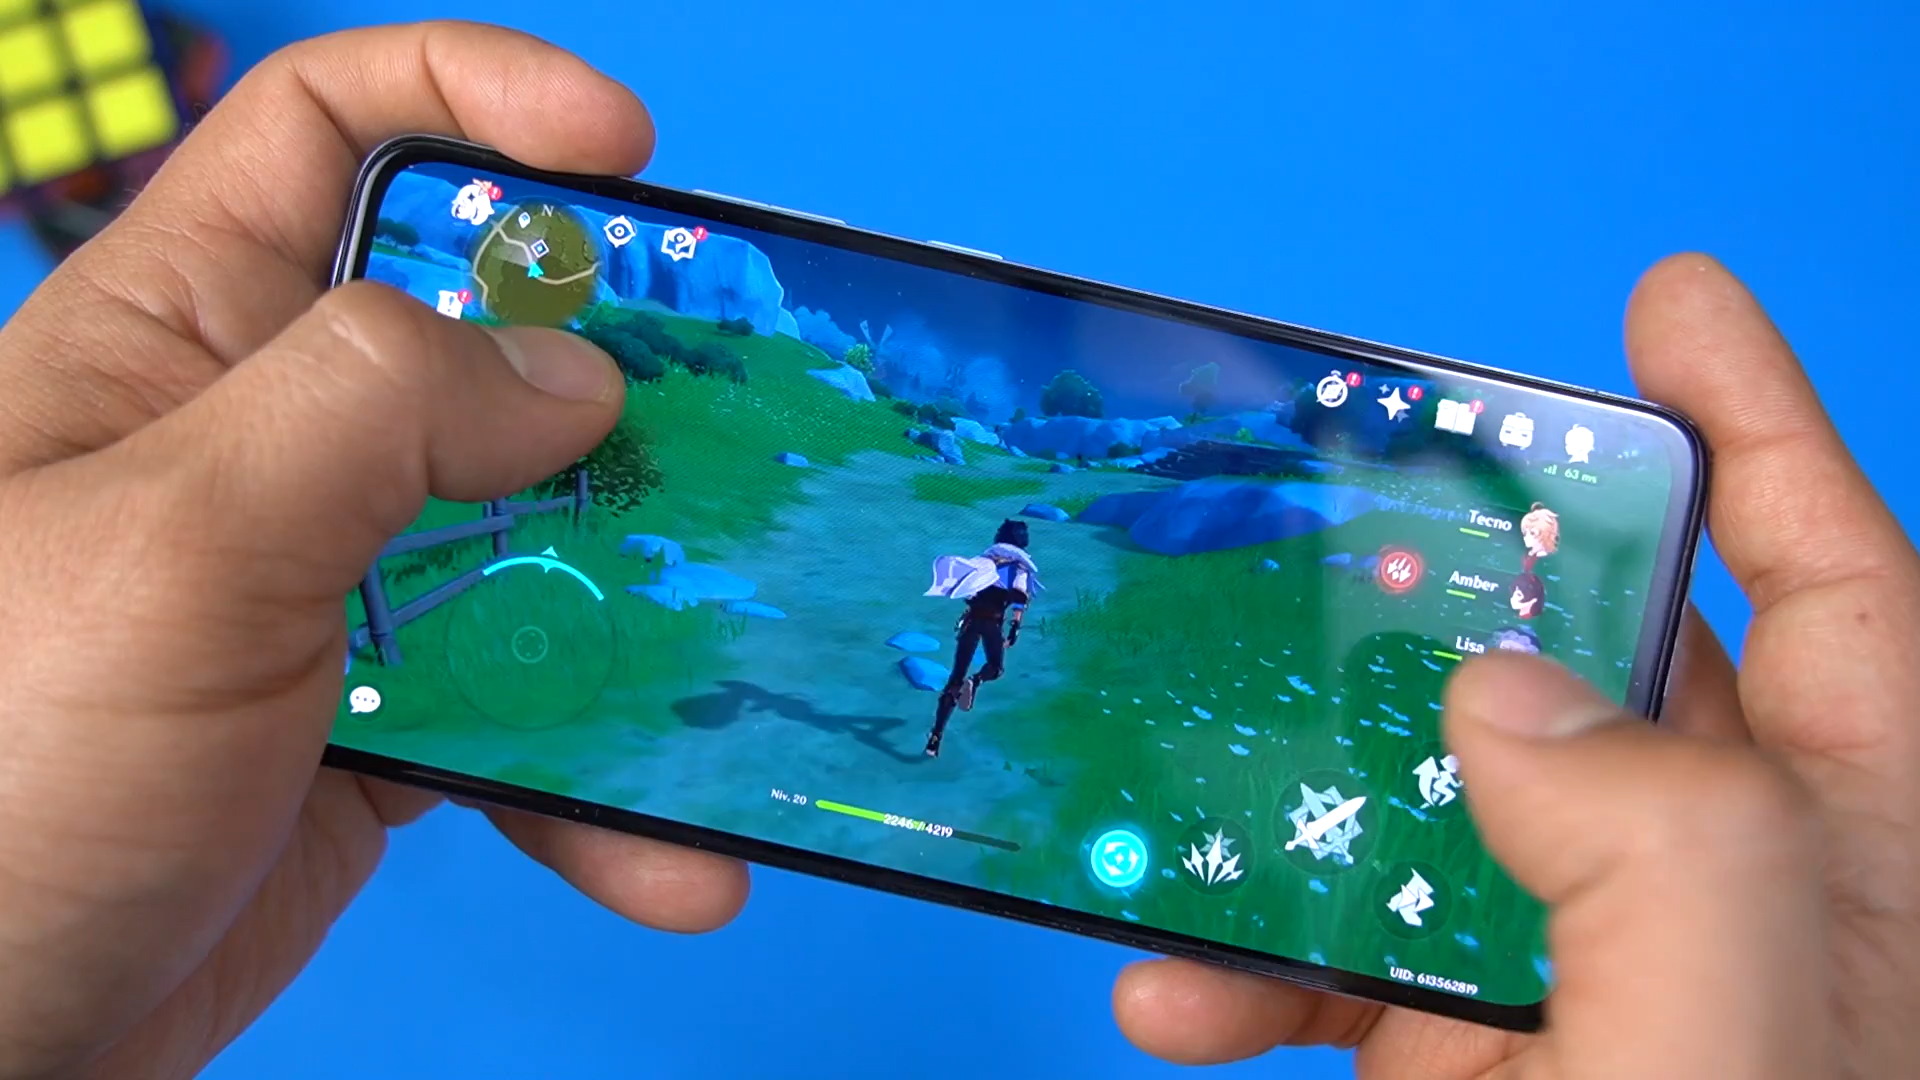 N
63 ms
Tecno
Amber
Lisa
Niv. 20
2246 / 4219
UID: 613562819